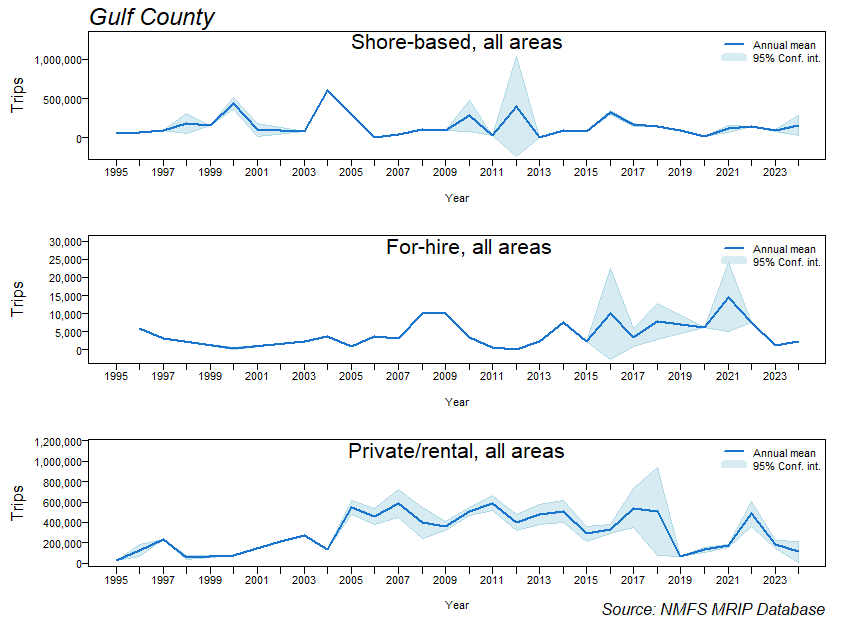 Gulf County
Shore-based, all areas
Annual mean
95% Conf. int.
Trips
1,000,000
500,000
0
1995 1997 1999 2001 2003 2005 2007 2009 2011 2013 2015 2017 2019 2021 2023
Year
For-hire, all areas
Annual mean
95% Conf. int.
Trips
30,000
25,000
20,000
15,000
10,000
5,000
0
1995 1997 1999 2001 2003 2005 2007 2009 2011 2013 2015 2017 2019 2021 2023
Year
Private/rental, all areas
Annual mean
95% Conf. int.
Trips
1,200,000
1,000,000
800,000
600,000
400,000
200,000
0
1995 1997 1999 2001 2003 2005 2007 2009 2011 2013 2015 2017 2019 2021 2023
Year
Source: NMFS MRIP Database